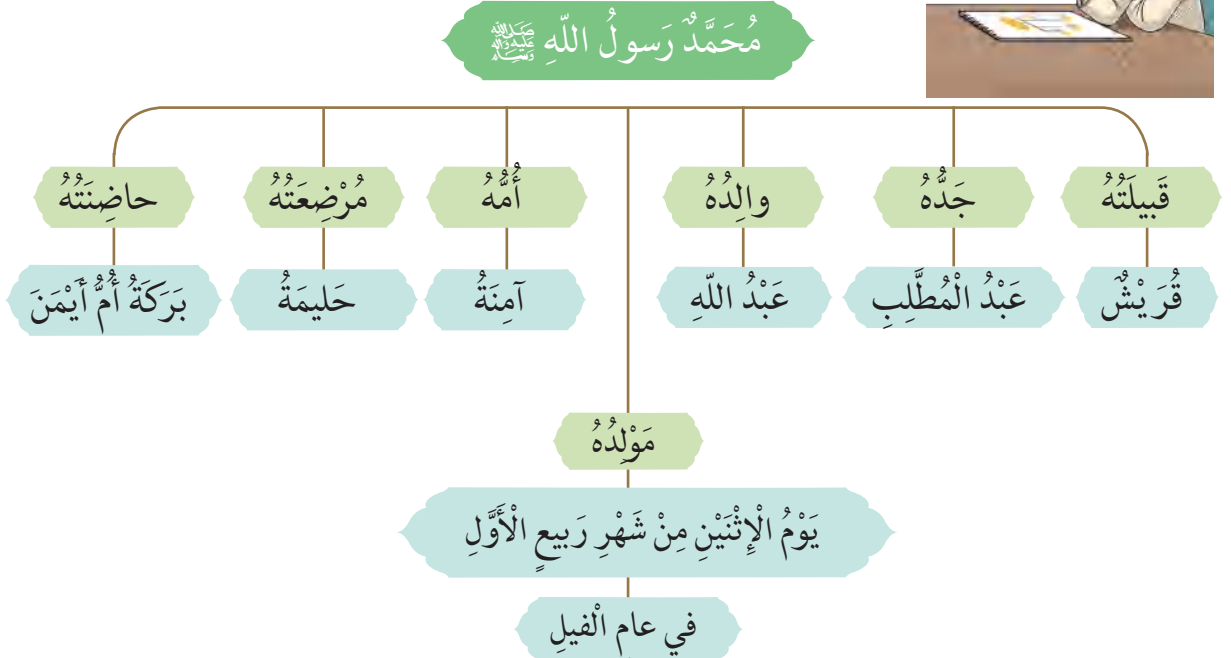 مُحَمَّدٌ رَسولُ اللّهِ ﷺ
قَبيلَتُهُ
جَدُّهُ
والِدُهُ
أُمُّهُ
مُرْضِعَتُهُ
حاضِنَتُهُ
قُرَيْشٌ
عَبْدُ الْمُطَّلِبِ
عَبْدُ اللّهِ
آمِنَةُ
حَليمَةُ
بَرَكَةُ أُمُّ أَيْمَنَ
مَوْلِدُهُ
يَوْمُ الْإِثْنَيْنِ مِنْ شَهْرِ رَبيعٍ الْأَوَّلِ
في عامِ الْفيلِ